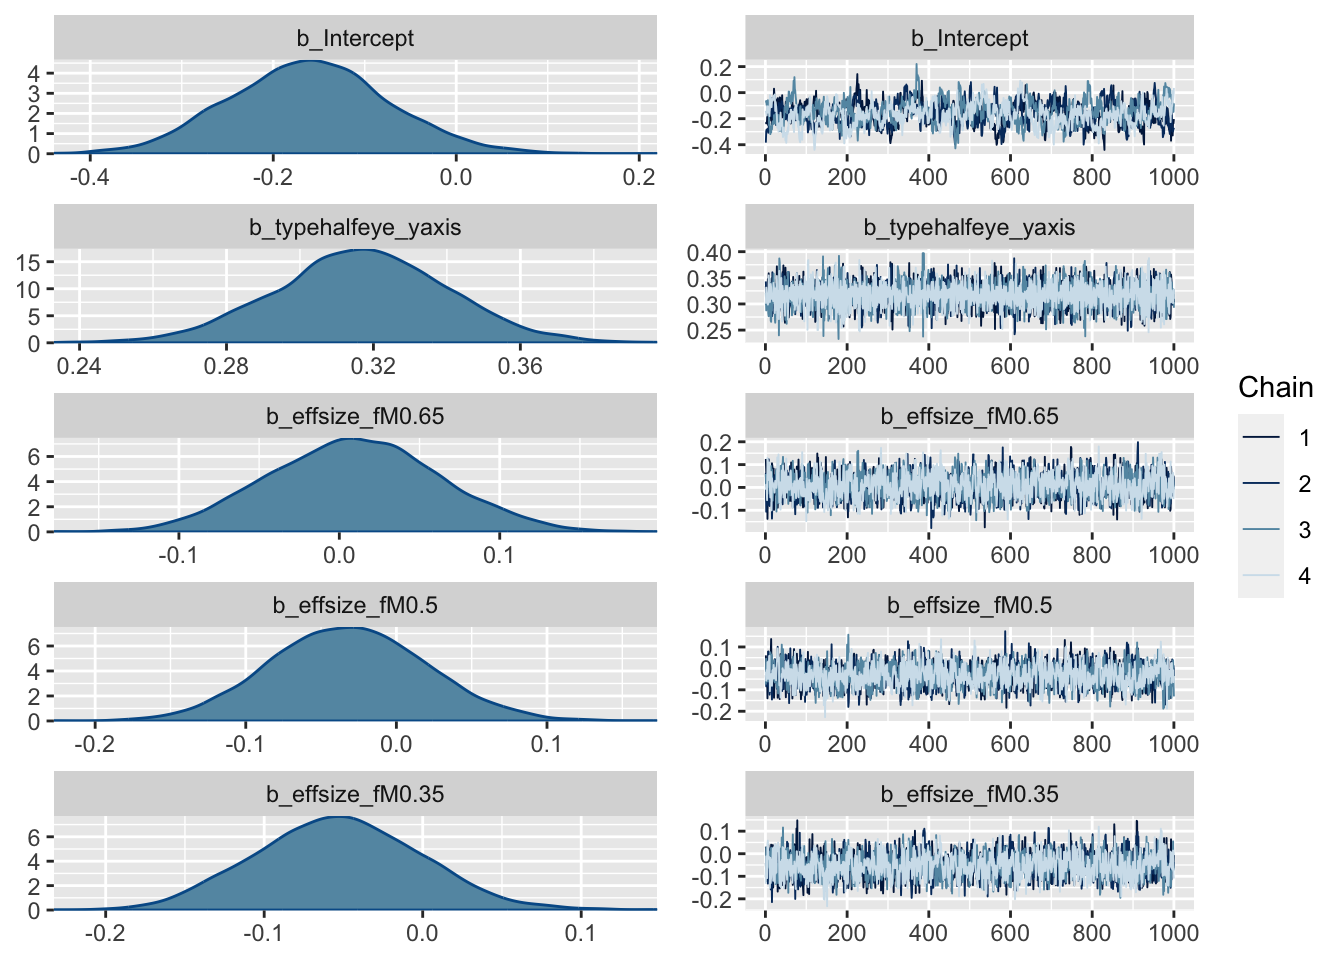 b_Intercept
4
3
2
1
0
-0.4 -0.2 0.0 0.2
b_Intercept
0.2
0.0
-0.2
-0.4
0 200 400 600 800 1000
b_typehalfeye_yaxis
15
10
5
0
0.24 0.28 0.32 0.36
b_typehalfeye_yaxis
0.40
0.35
0.30
0.25
0 200 400 600 800 1000
b_effsize_fM0.65
6
4
2
0
-0.1 0.0 0.1
b_effsize_fM0.65
0.2
0.1
0.0
-0.1
0 200 400 600 800 1000
b_effsize_fM0.5
6
4
2
0
-0.2 -0.1 0.0 0.1
b_effsize_fM0.5
0.1
0.0
-0.1
-0.2
0 200 400 600 800 1000
b_effsize_fM0.35
6
4
2
0
-0.2 -0.1 0.0 0.1
b_effsize_fM0.35
0.1
0.0
-0.1
-0.2
0 200 400 600 800 1000
Chain
1
2
3
4